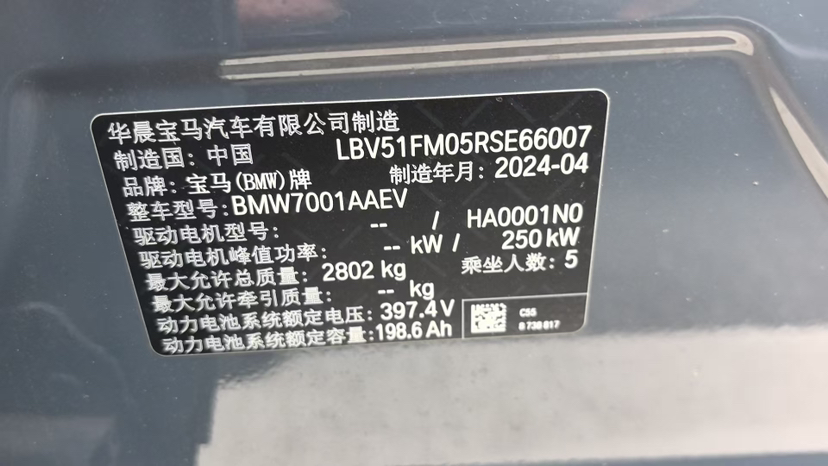 华晨宝马汽车有限公司制造
制造国: 中国 LBV51FM05RSE66007
品牌: 宝马(BMW)牌 制造年月: 2024-04
整车型号: BMW7001AAEV
驱动电机型号: -- / HA0001N0
驱动电机峰值功率: -- kW / 250 kW
最大允许总质量: 2802 kg 乘坐人数: 5
最大允许牵引质量: -- kg
动力电池系统额定电压: 397.4 V
动力电池系统额定容量: 198.6 Ah
CS5
8 738 817